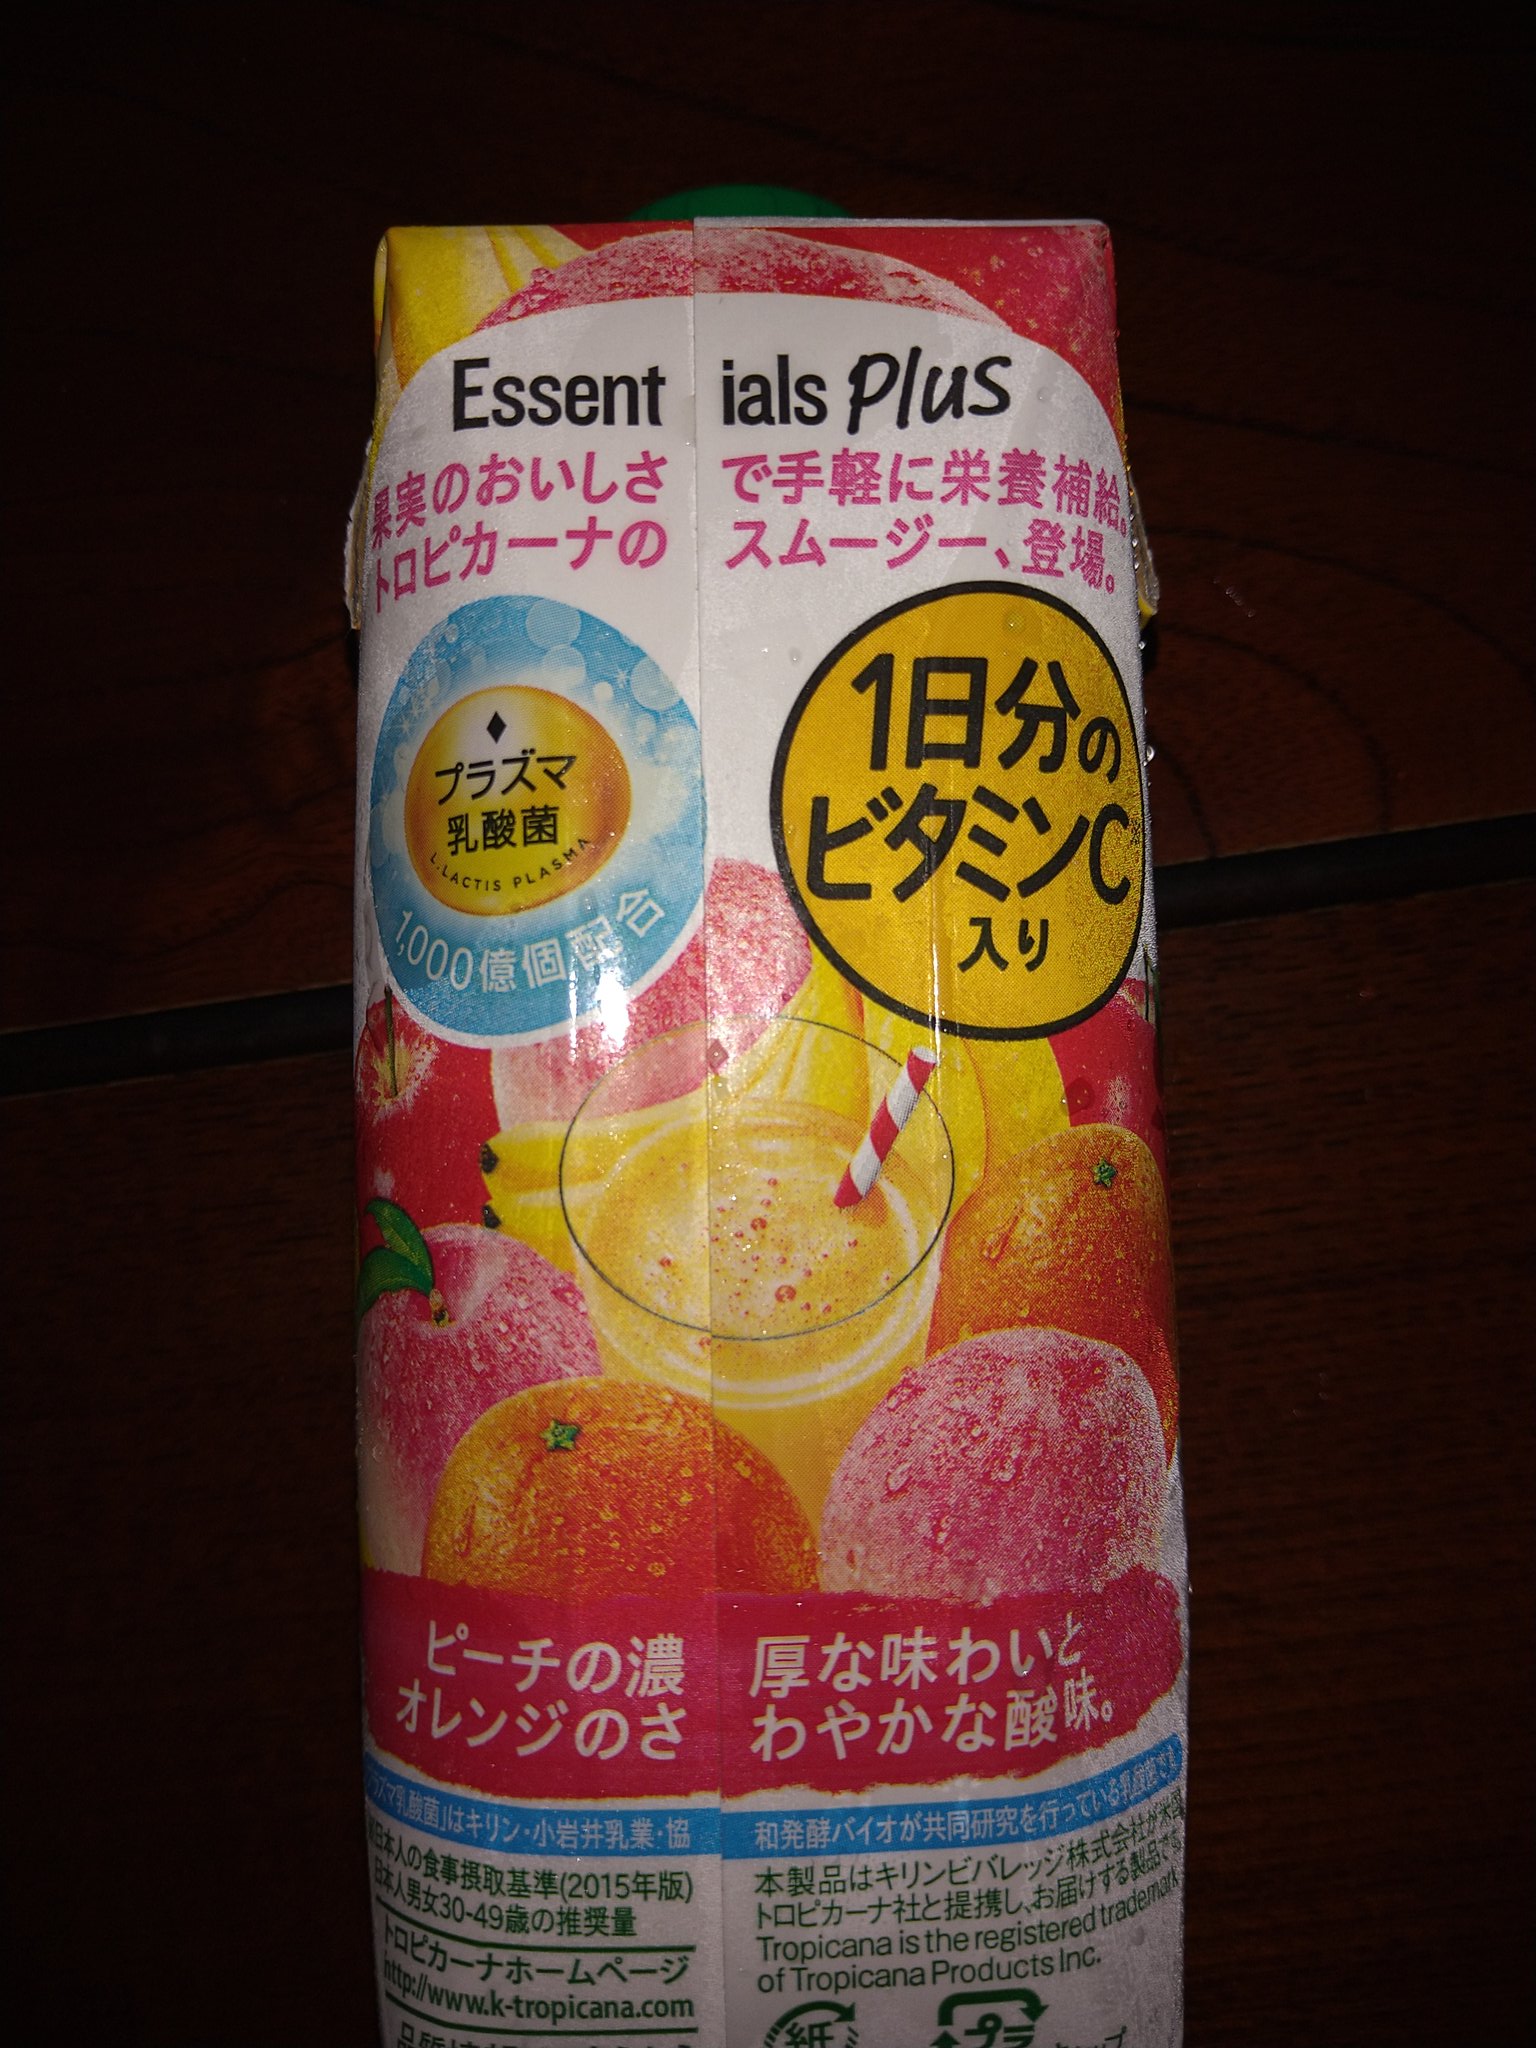 Essentials Plus
果実のおいしさで手軽に栄養補給。
トロピカーナのスムージー、登場。
プラズマ
乳酸菌
L.LACTIS PLASMA
1,000億個配合
1日分の
ビタミンC
入り
ピーチの濃厚な味わいと
オレンジのさわやかな酸味。
プラズマ乳酸菌」はキリン・小岩井乳業・協和発酵バイオが共同研究を行っている乳酸菌です
日本人の食事摂取基準(2015年版)
日本人男女30-49歳の推奨量
トロピカーナホームページ
http://www.k-tropicana.com
本製品はキリンビバレッジ株式会社が米国
トロピカーナ社と提携し、お届けする製品です
Tropicana is the registered trademark
of Tropicana Products Inc.
紙
プラ